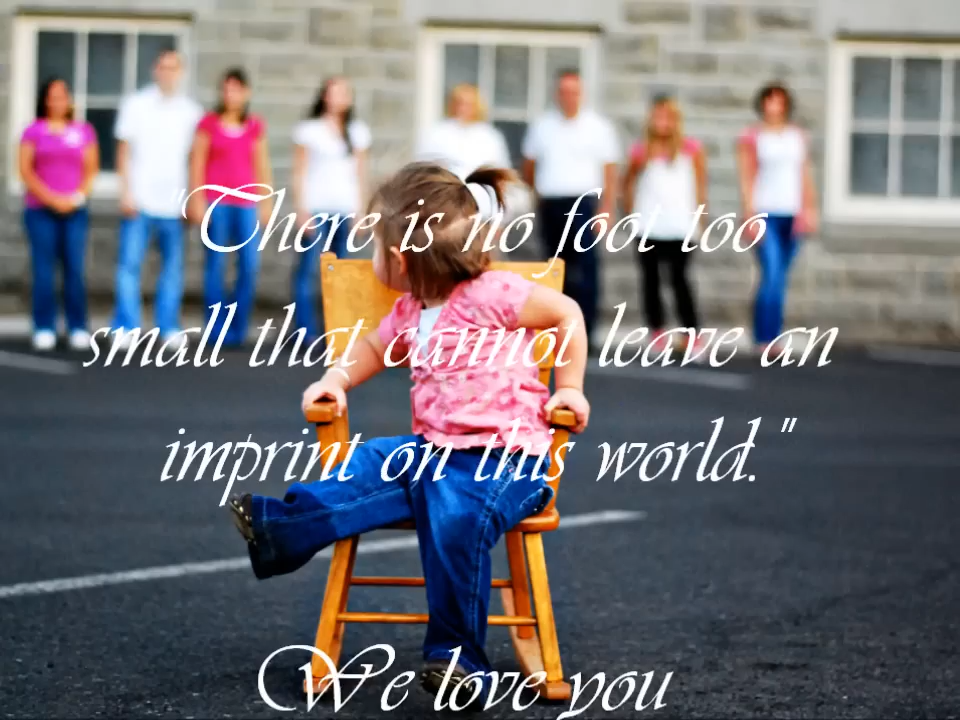 "There is no foot too
small that cannot leave an
imprint on this world."
We love you